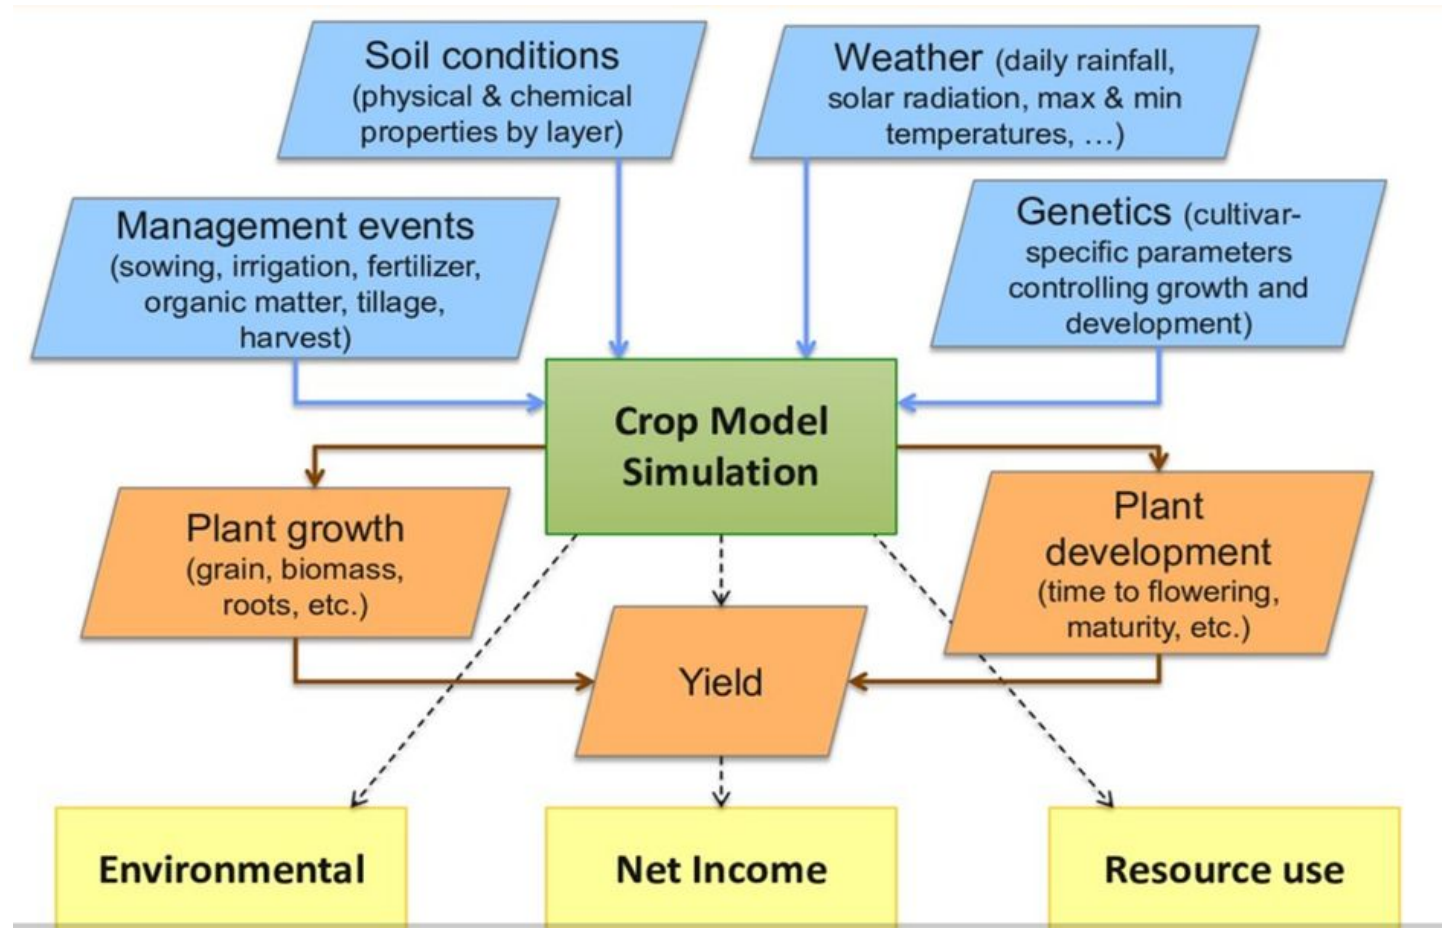 Soil conditions
(physical & chemical
properties by layer)
Weather (daily rainfall,
solar radiation, max & min
temperatures, …)
Management events
(sowing, irrigation, fertilizer,
organic matter, tillage,
harvest)
Genetics (cultivar-
specific parameters
controlling growth and
development)
Crop Model
Simulation
Plant growth
(grain, biomass,
roots, etc.)
Plant
development
(time to flowering,
maturity, etc.)
Yield
Environmental
Net Income
Resource use